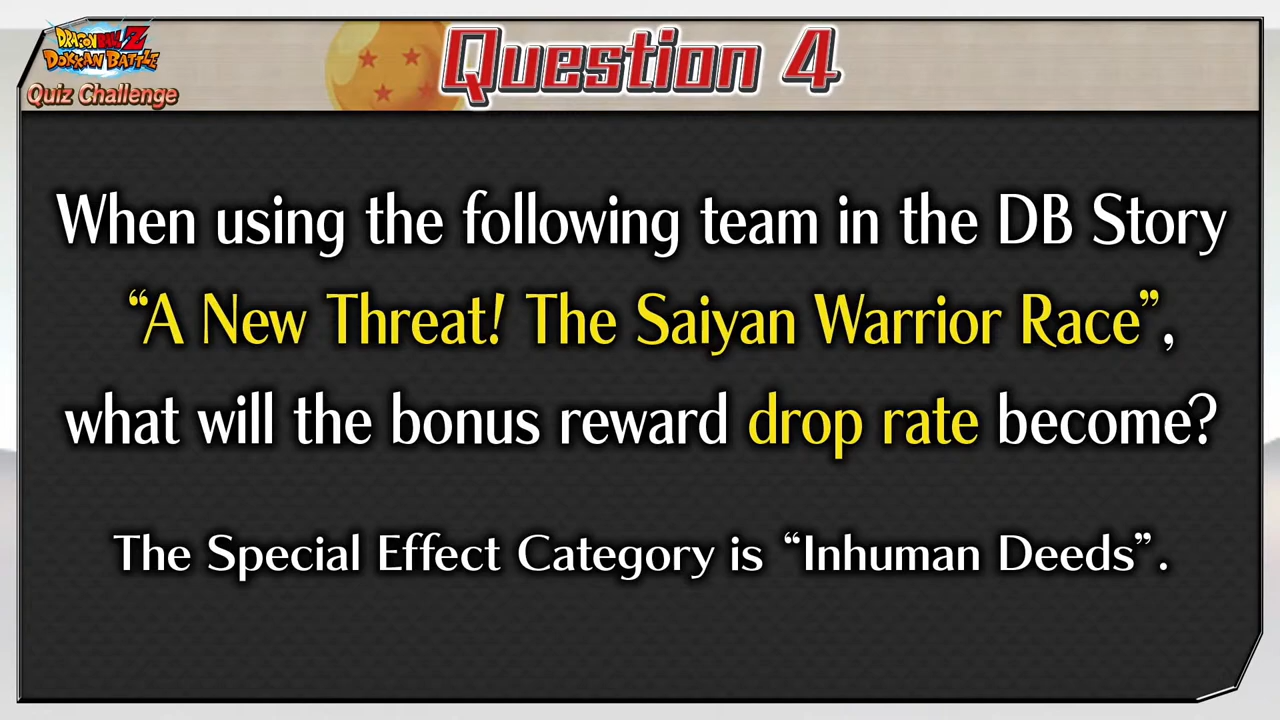 DRAGON BALL Z
DOKKAN BATTLE
Quiz Challenge
Question 4
When using the following team in the DB Story
“A New Threat! The Saiyan Warrior Race”,
what will the bonus reward drop rate become?
The Special Effect Category is “Inhuman Deeds”.